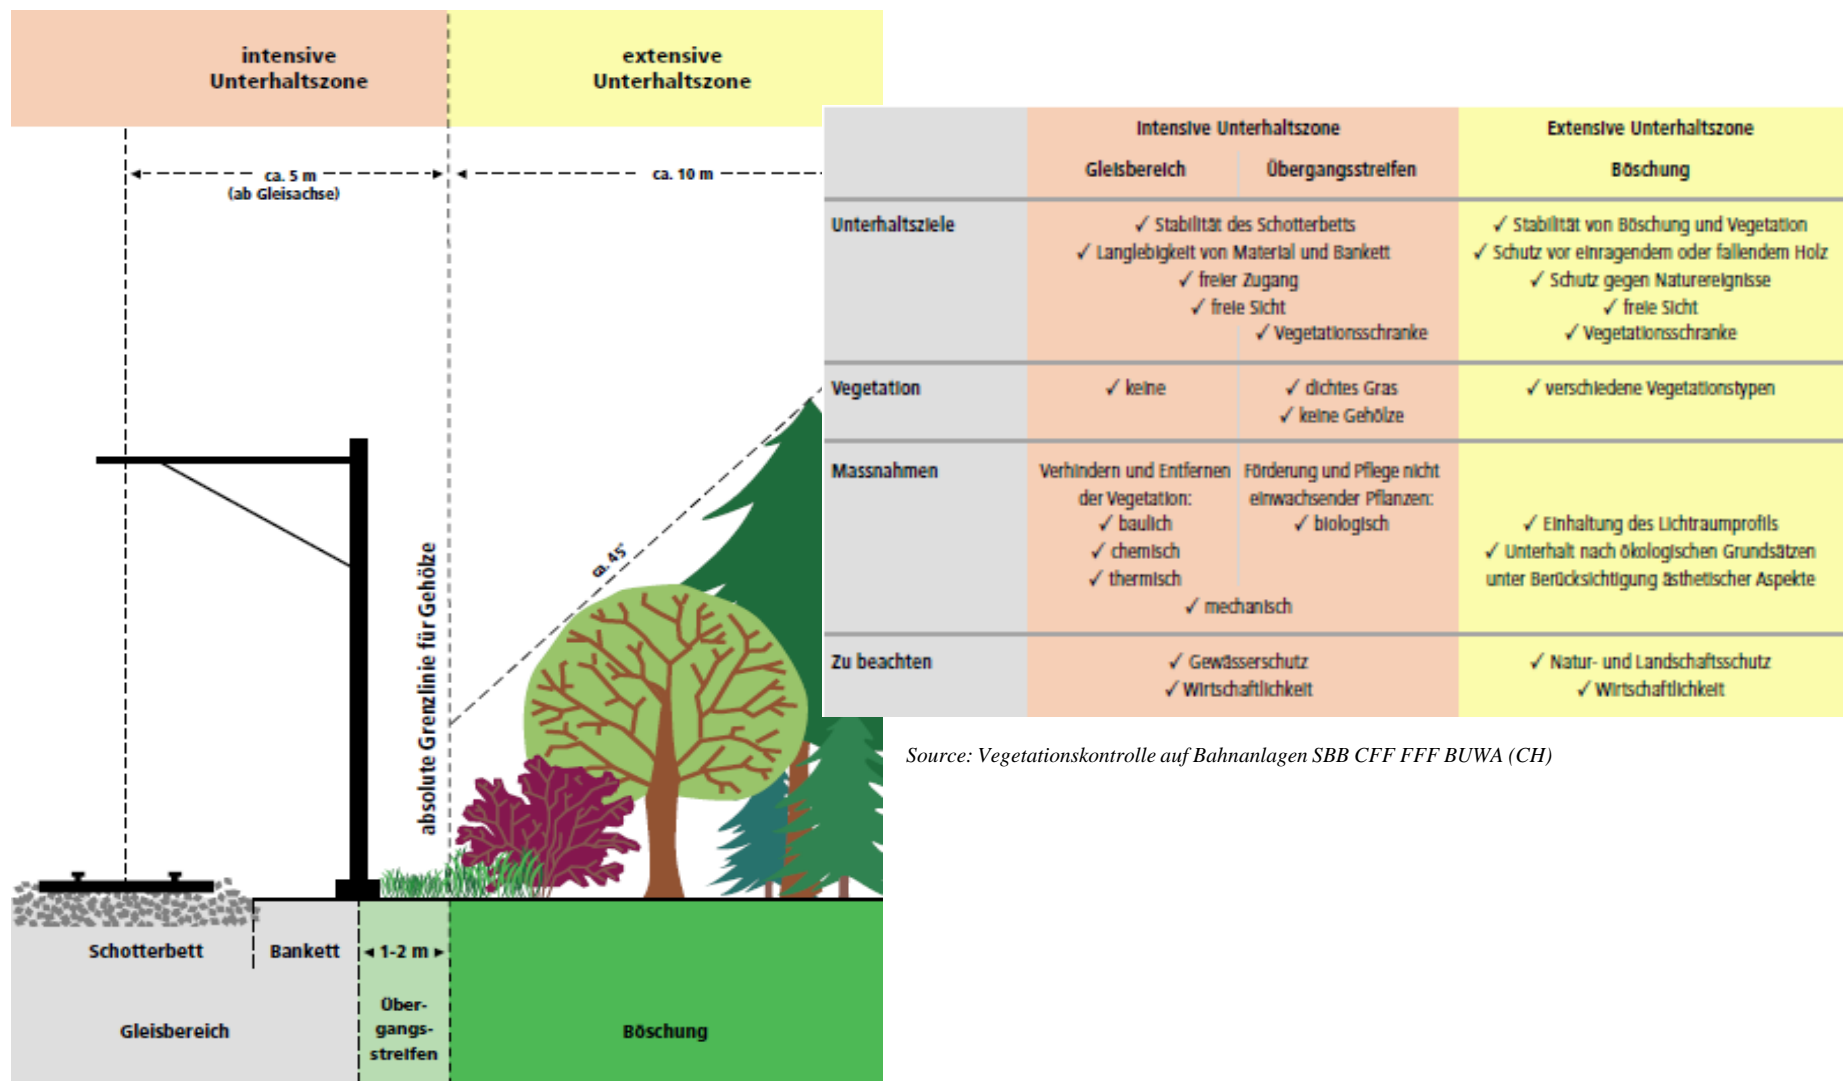 intensive
Unterhaltszone
extensive
Unterhaltszone
ca. 5 m
(ab Gleisachse)
ca. 10 m
ca. 45°
absolute Grenzlinie für Gehölze
Schotterbett
Bankett
1-2 m
Gleisbereich
Über-
gangs-
streifen
Böschung
Intensive Unterhaltszone
Extensive Unterhaltszone
Gleisbereich
Übergangsstreifen
Böschung
Unterhaltsziele
✓ Stabilität des Schotterbetts
✓ Langlebigkeit von Material und Bankett
✓ freier Zugang
✓ freie Sicht
✓ Vegetationsschranke
✓ Stabilität von Böschung und Vegetation
✓ Schutz vor einragendem oder fallendem Holz
✓ Schutz gegen Naturereignisse
✓ freie Sicht
✓ Vegetationsschranke
Vegetation
✓ keine
✓ dichtes Gras
✓ keine Gehölze
✓ verschiedene Vegetationstypen
Massnahmen
Verhindern und Entfernen
der Vegetation:
✓ baulich
✓ chemisch
✓ thermisch
Förderung und Pflege nicht
einwachsender Pflanzen:
✓ biologisch
✓ mechanisch
✓ Einhaltung des Lichtraumprofils
✓ Unterhalt nach ökologischen Grundsätzen
unter Berücksichtigung ästhetischer Aspekte
Zu beachten
✓ Gewässerschutz
✓ Wirtschaftlichkeit
✓ Natur- und Landschaftsschutz
✓ Wirtschaftlichkeit
Source: Vegetationskontrolle auf Bahnanlagen SBB CFF FFF BUWA (CH)